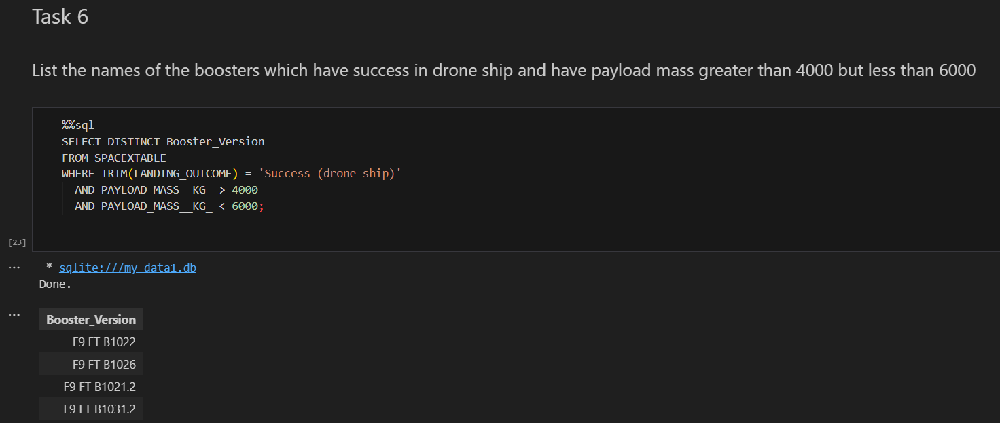 Task 6
List the names of the boosters which have success in drone ship and have payload mass greater than 4000 but less than 6000
%%sql
SELECT DISTINCT Booster_Version
FROM SPACEXTABLE
WHERE TRIM(LANDING_OUTCOME) = 'Success (drone ship)'
AND PAYLOAD_MASS__KG_ > 4000
AND PAYLOAD_MASS__KG_ < 6000;
[23]
... * sqlite:///my_data1.db
Done.
...
Booster_Version
F9 FT B1022
F9 FT B1026
F9 FT B1021.2
F9 FT B1031.2